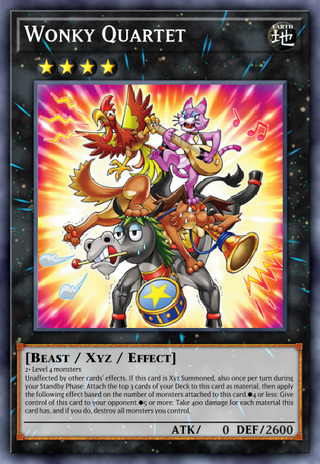 Wonky Quartet
EARTH
地
[Beast / Xyz / Effect]
2+ Level 4 monsters
Unaffected by other cards' effects. If this card is Xyz Summoned, also once per turn during
your Standby Phase: Attach the top 3 cards of your Deck to this card as material, then apply
the following effect based on the number of monsters attached to this card.●4 or less: Give
control of this card to your opponent.●5 or more: Take 400 damage for each material this
card has, and if you do, destroy all monsters you control.
ATK/ 0 DEF/2600